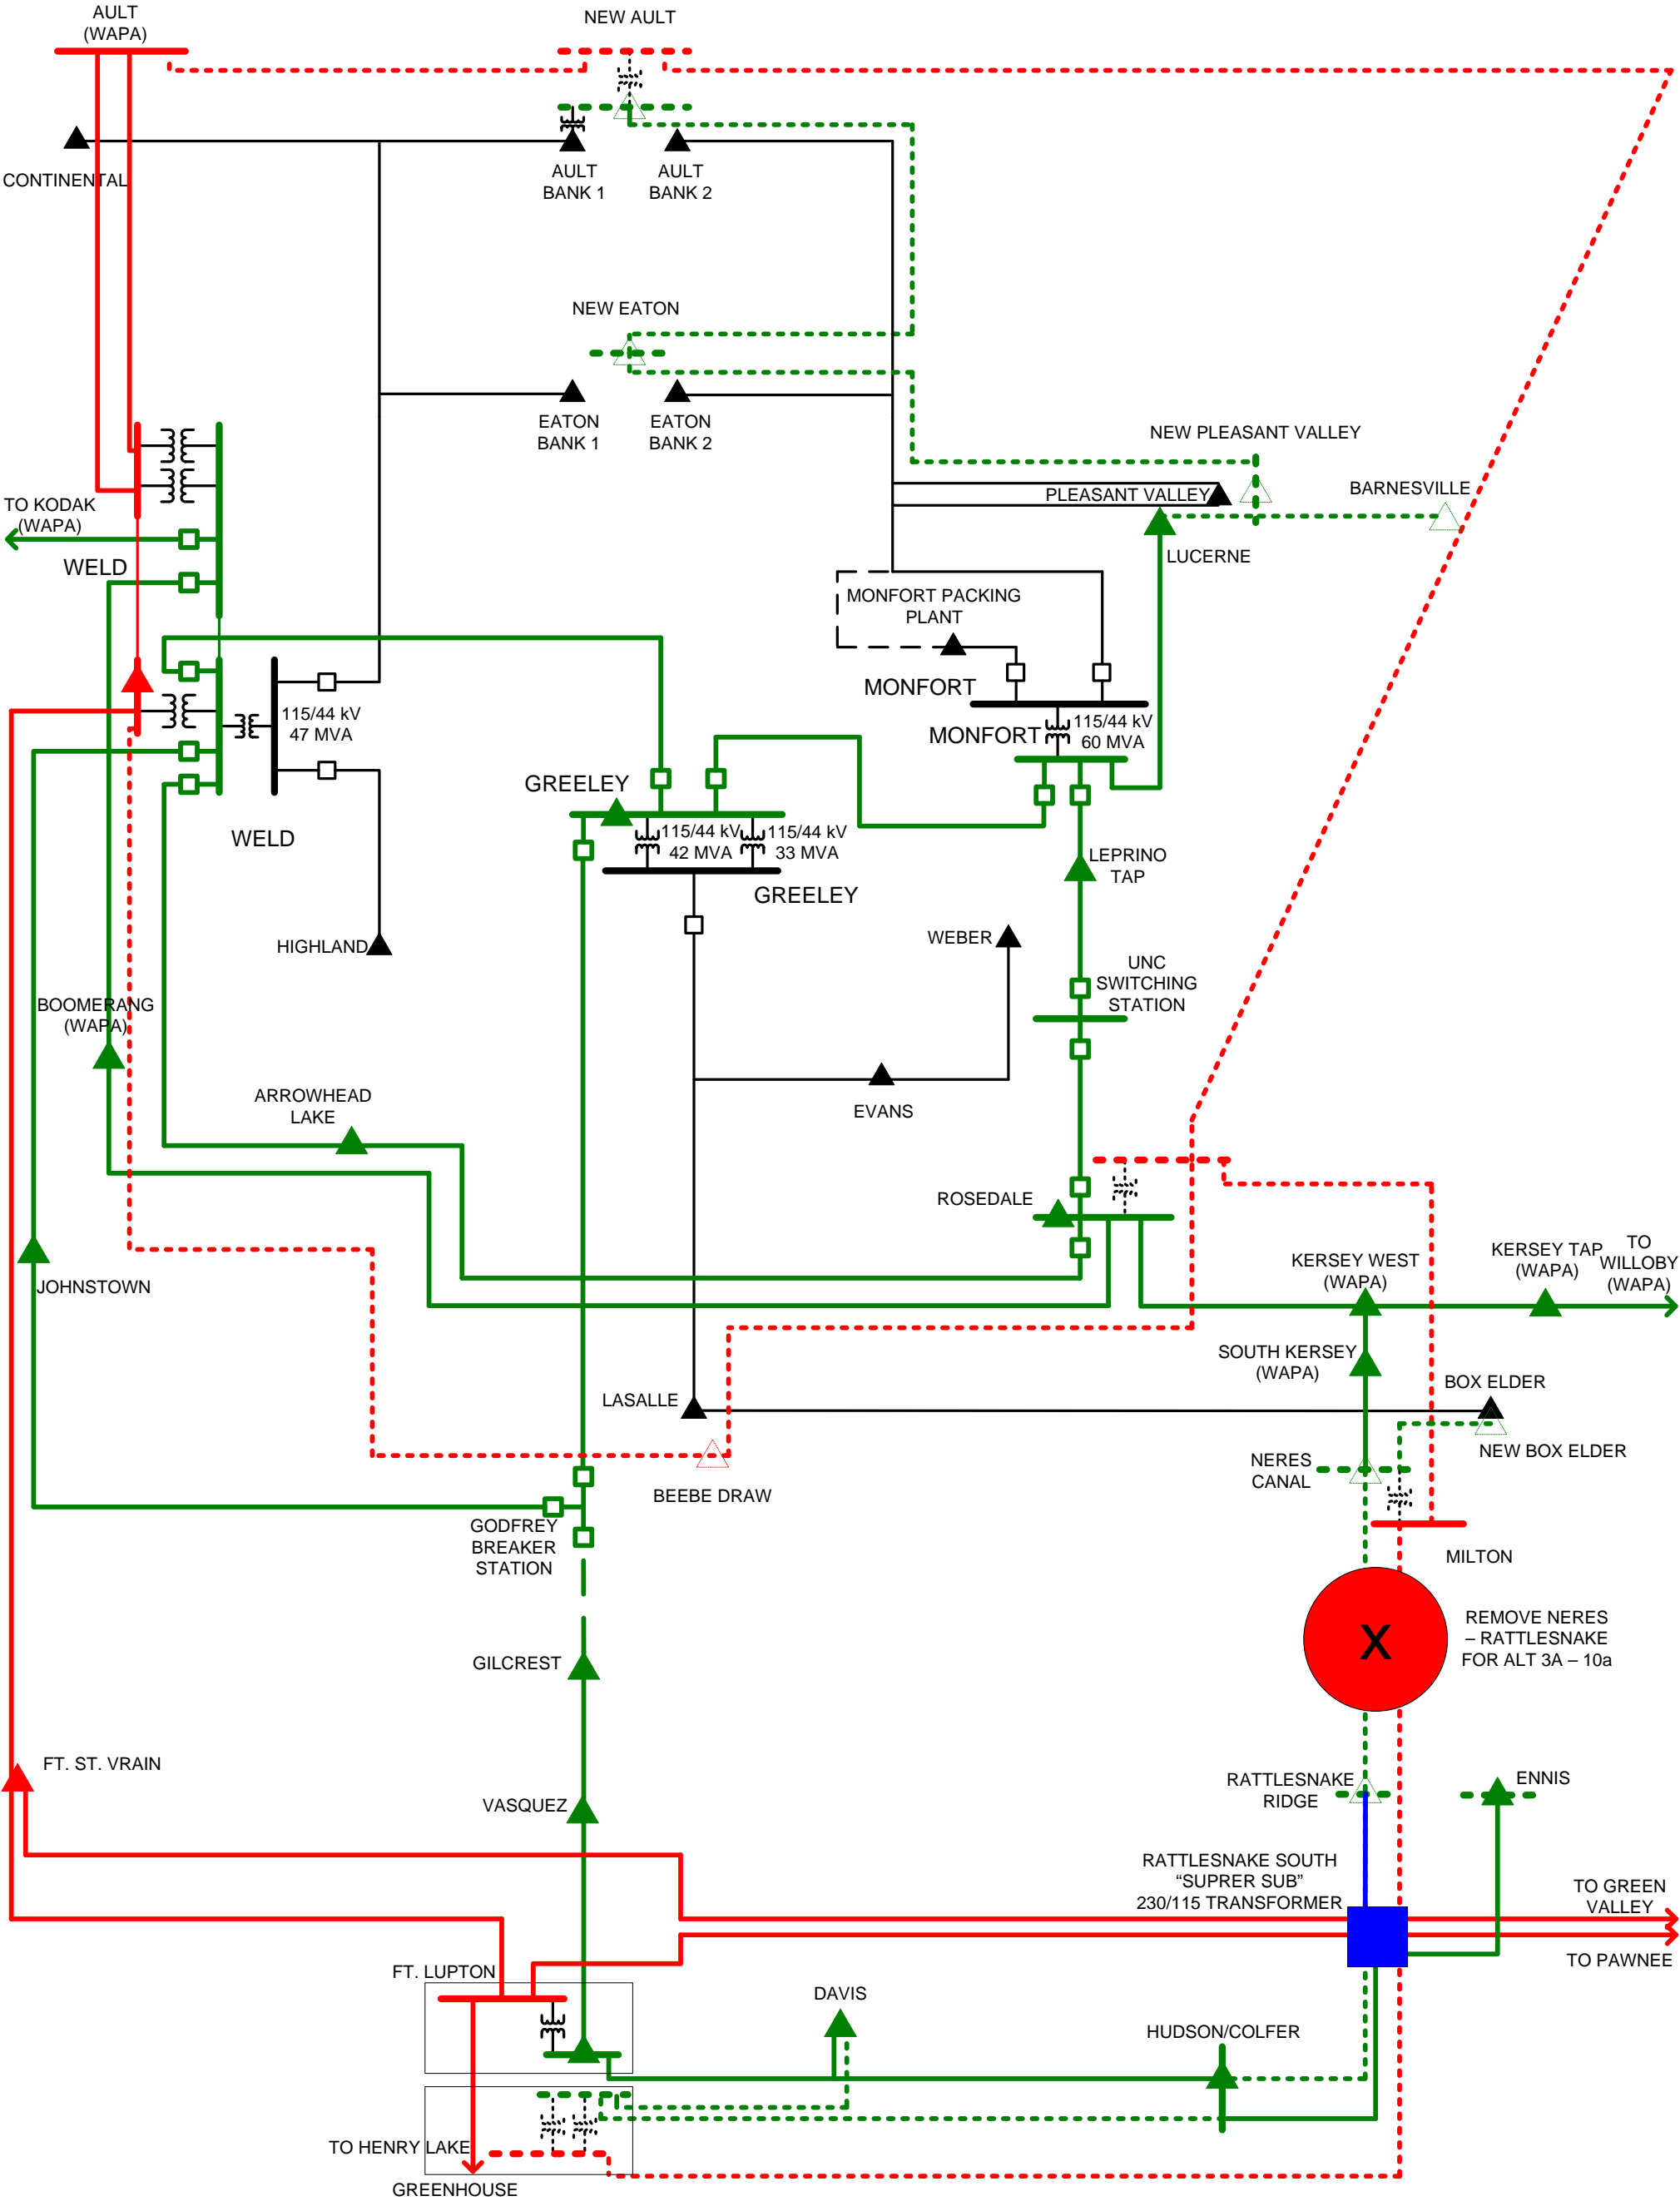 AULT
(WAPA)
NEW AULT
CONTINENTAL
AULT
BANK 1
AULT
BANK 2
NEW EATON
EATON
BANK 1
EATON
BANK 2
NEW PLEASANT VALLEY
PLEASANT VALLEY
BARNESVILLE
TO KODAK
(WAPA)
WELD
LUCERNE
MONFORT PACKING
PLANT
MONFORT
115/44 kV
47 MVA
MONFORT
115/44 kV
60 MVA
GREELEY
WELD
115/44 kV
42 MVA
115/44 kV
33 MVA
GREELEY
LEPRINO
TAP
HIGHLAND
WEBER
UNC
SWITCHING
STATION
BOOMERANG
(WAPA)
ARROWHEAD
LAKE
EVANS
ROSEDALE
JOHNSTOWN
KERSEY WEST
(WAPA)
KERSEY TAP
(WAPA)
TO
WILLOBY
(WAPA)
SOUTH KERSEY
(WAPA)
LASALLE
BOX ELDER
NEW BOX ELDER
NERES
CANAL
BEEBE DRAW
GODFREY
BREAKER
STATION
MILTON
X
REMOVE NERES
– RATTLESNAKE
FOR ALT 3A – 10a
GILCREST
FT. ST. VRAIN
VASQUEZ
RATTLESNAKE
RIDGE
ENNIS
RATTLESNAKE SOUTH
“SUPRER SUB”
230/115 TRANSFORMER
TO GREEN
VALLEY
TO PAWNEE
FT. LUPTON
DAVIS
HUDSON/COLFER
TO HENRY LAKE
GREENHOUSE